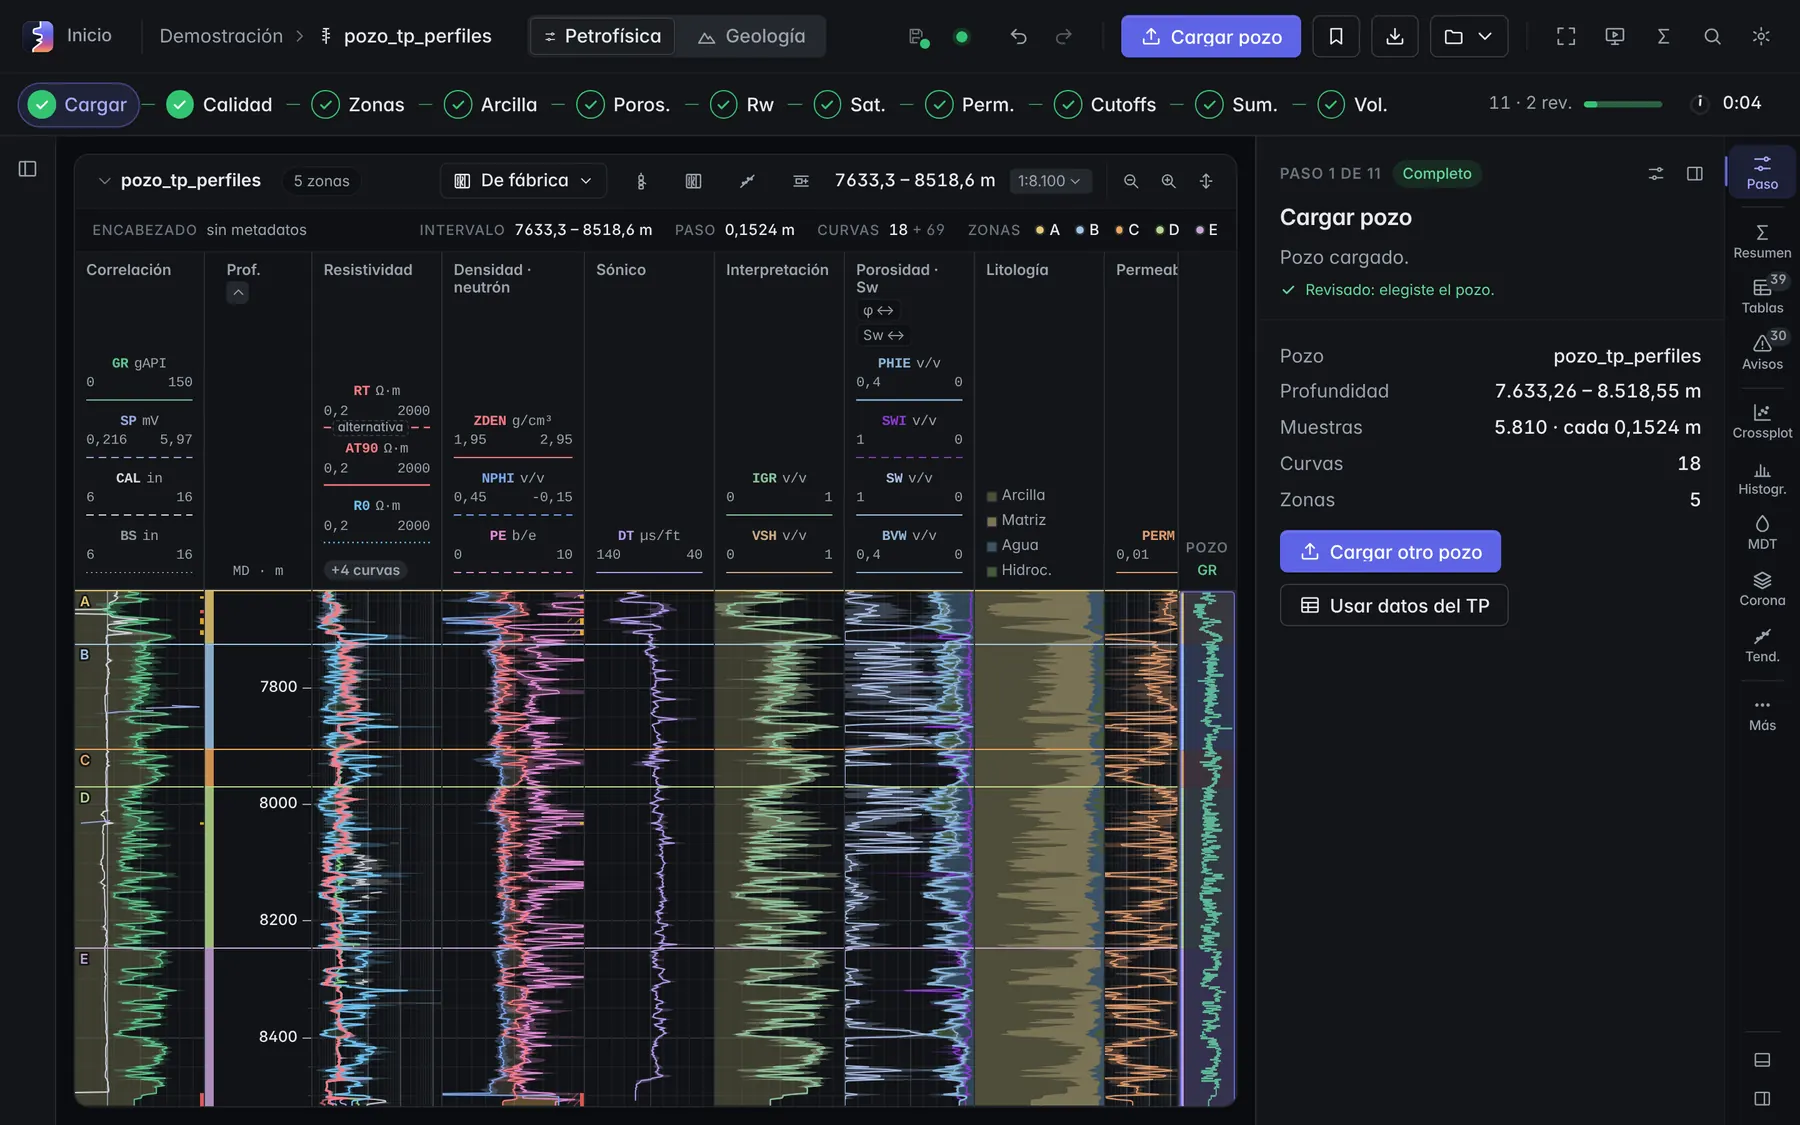 Inicio
Demostración > pozo_tp_perfiles
Petrofísica
Geología
Cargar pozo
Cargar
Calidad
Zonas
Arcilla
Poros.
Rw
Sat.
Perm.
Cutoffs
Sum.
Vol.
11 · 2 rev.
0:04
pozo_tp_perfiles
5 zonas
De fábrica
7633,3 – 8518,6 m
1:8.100
ENCABEZADO sin metadatos
INTERVALO 7633,3 – 8518,6 m
PASO 0,1524 m
CURVAS 18 + 69
ZONAS A B C D E
Correlación
GR gAPI
0 150
SP mV
0,216 5,97
CAL in
6 16
BS in
6 16
Prof.
MD · m
Resistividad
RT Ω·m
0,2 2000
alternativa
AT90 Ω·m
0,2 2000
R0 Ω·m
0,2 2000
+4 curvas
Densidad ·
neutrón
ZDEN g/cm³
1,95 2,95
NPHI v/v
0,45 -0,15
PE b/e
0 10
Sónico
DT µs/ft
140 40
Interpretación
IGR v/v
0 1
VSH v/v
0 1
Porosidad ·
Sw
φ ↔
Sw ↔
PHIE v/v
0,4 0
SWI v/v
1 0
SW v/v
1 0
BVW v/v
0,4 0
Litología
Arcilla
Matriz
Agua
Hidroc.
Permeab
PERM
0,01
POZO
GR
A
B
C
D
E
7800
8000
8200
8400
PASO 1 DE 11
Completo
Cargar pozo
Pozo cargado.
Revisado: elegiste el pozo.
Pozo pozo_tp_perfiles
Profundidad 7.633,26 – 8.518,55 m
Muestras 5.810 · cada 0,1524 m
Curvas 18
Zonas 5
Cargar otro pozo
Usar datos del TP
Paso
Resumen
39
Tablas
30
Avisos
Crossplot
Histogr.
MDT
Corona
Tend.
Más